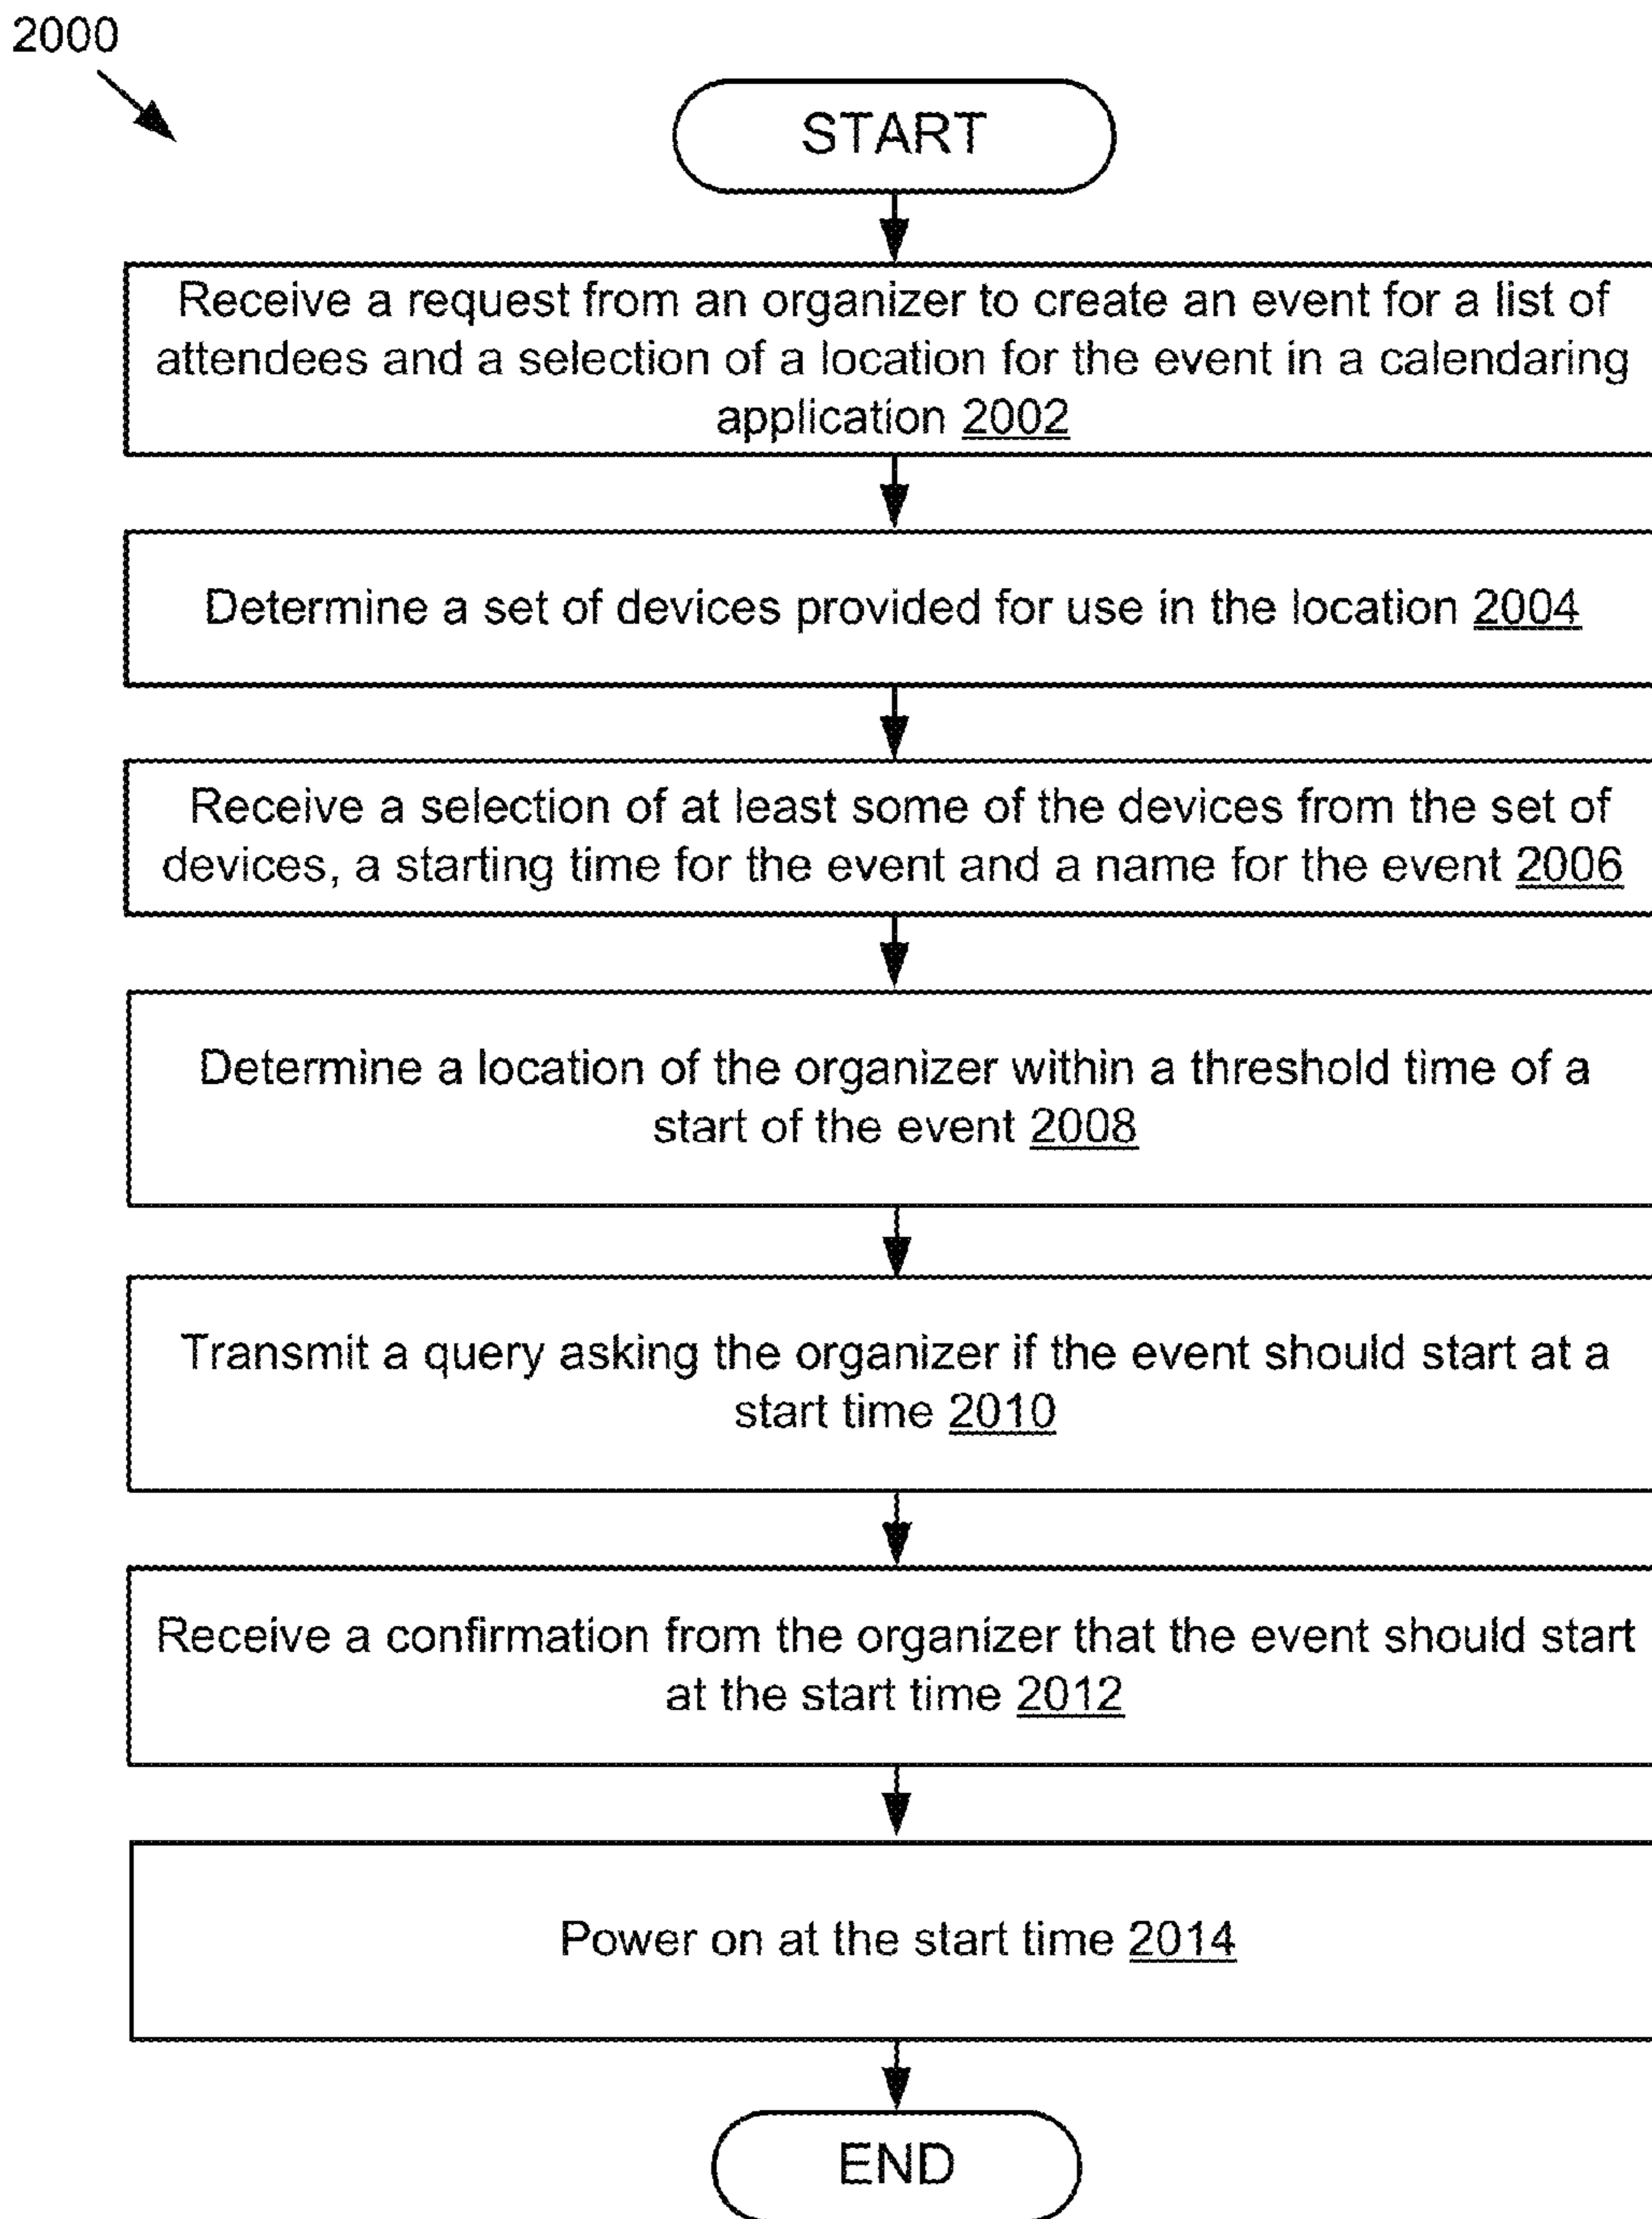 2000
START
Receive a request from an organizer to create an event for a list of
attendees and a selection of a location for the event in a calendaring
application 2002
Determine a set of devices provided for use in the location 2004
Receive a selection of at least some of the devices from the set of
devices, a starting time for the event and a name for the event 2006
Determine a location of the organizer within a threshold time of a
start of the event 2008
Transmit a query asking the organizer if the event should start at a
start time 2010
Receive a confirmation from the organizer that the event should start
at the start time 2012
Power on at the start time 2014
END